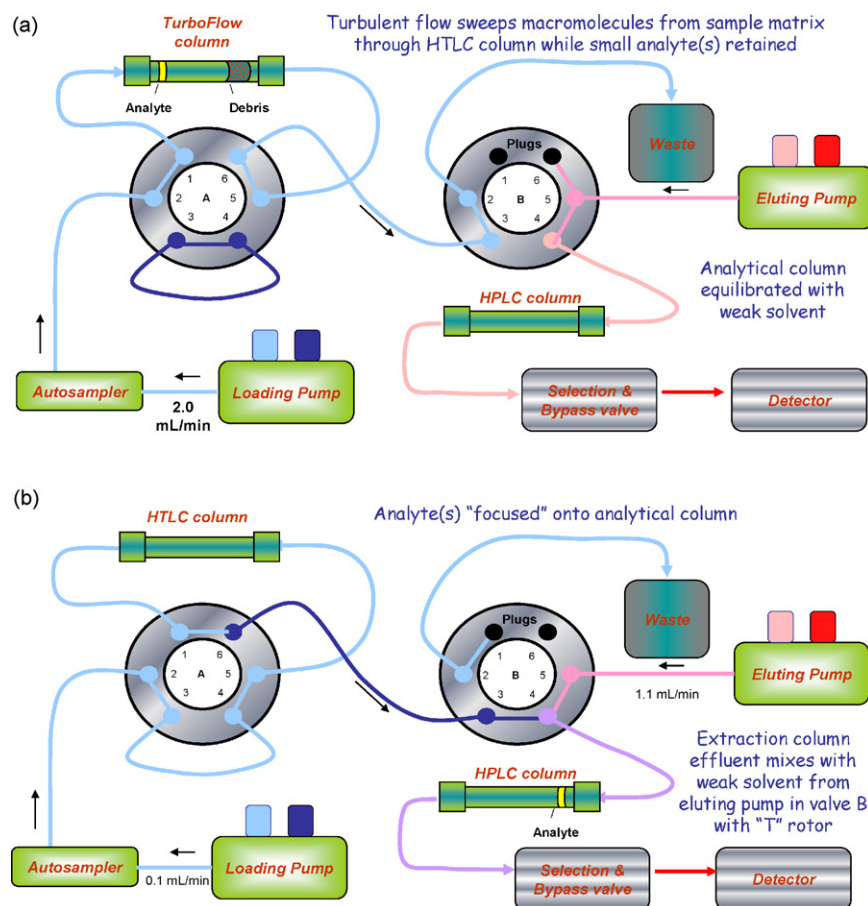 (a)
TurboFlow
column
Turbulent flow sweeps macromolecules from sample matrix
through HTLC column while small analyte(s) retained
Analyte
Debris
Waste
Plugs
Eluting Pump
1
6
2
A
5
3
4
1
6
2
B
5
3
4
Analytical column
equilibrated with
weak solvent
HPLC column
Autosampler
2.0
mL/min
Loading Pump
Selection &
Bypass valve
Detector
(b)
HTLC column
Analyte(s) “focused” onto analytical column
Waste
Plugs
Eluting Pump
1.1 mL/min
1
6
2
A
5
3
4
1
6
2
B
5
3
4
Extraction column
effluent mixes with
weak solvent from
eluting pump in valve B
with “T” rotor
HPLC column
Analyte
Autosampler
0.1 mL/min
Loading Pump
Selection &
Bypass valve
Detector